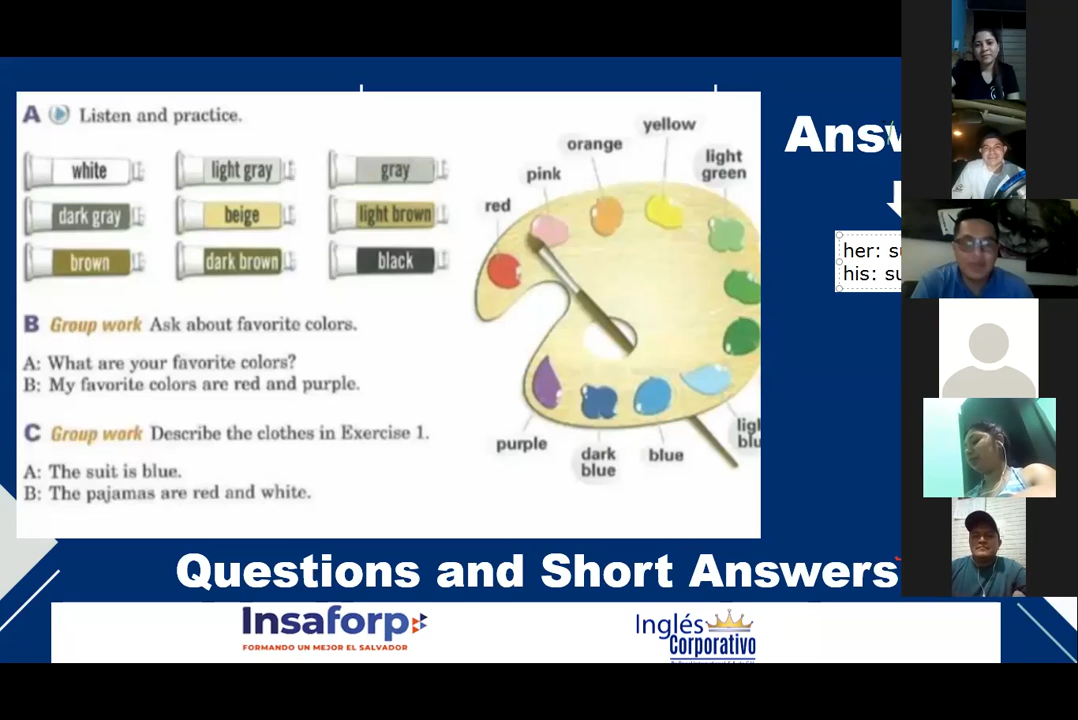 A Listen and practice.
white light gray gray
dark gray beige light brown
brown dark brown black
B Group work Ask about favorite colors.
A: What are your favorite colors?
B: My favorite colors are red and purple.
C Group work Describe the clothes in Exercise 1.
A: The suit is blue.
B: The pajamas are red and white.
red
pink
orange
yellow
light
green
purple
dark
blue
blue
ligl
blu
Ansv
her: su
his: su
Questions and Short Answers
Insaforp
FORMANDO UN MEJOR EL SALVADOR
Inglés
Corporativo